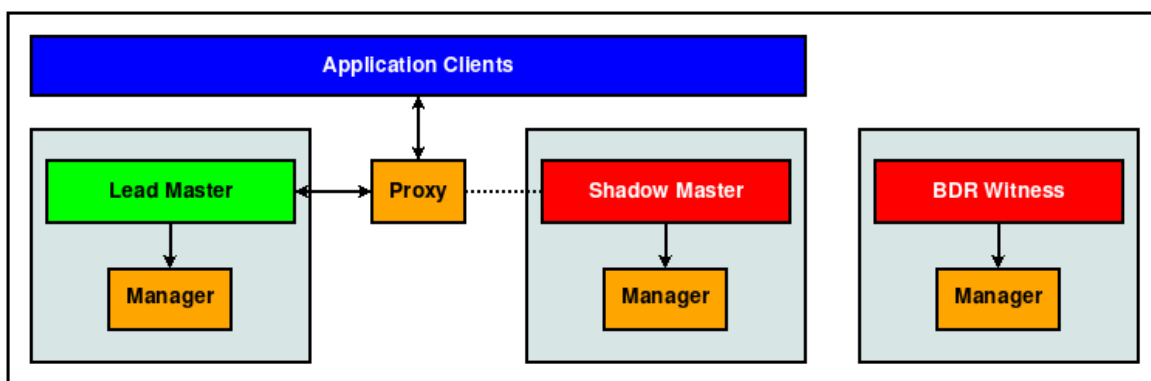 Application Clients
Lead Master
Proxy
Shadow Master
BDR Witness
Manager
Manager
Manager